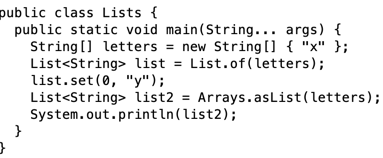 public class Lists {
  public static void main(String... args) {
    String[] letters = new String[] { "x" };
    List<String> list = List.of(letters);
    list.set(0, "y");
    List<String> list2 = Arrays.asList(letters);
    System.out.println(list2);
  }
}